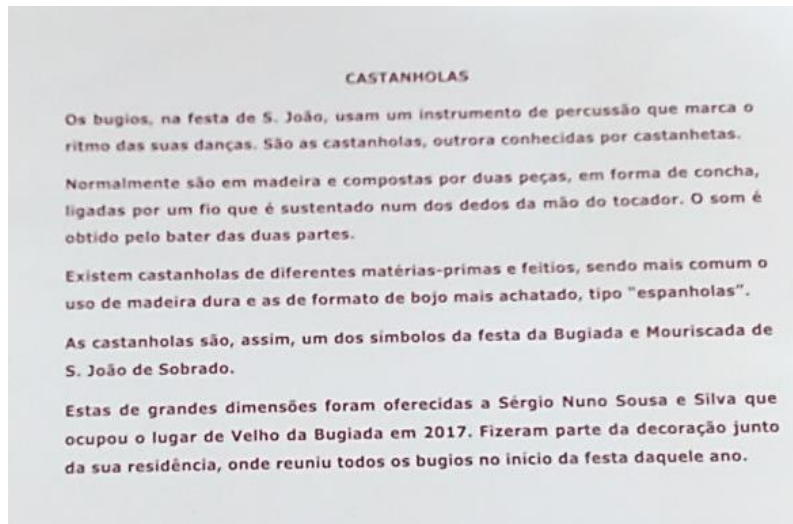 CASTANHOLAS
Os bugios, na festa de S. João, usam um instrumento de percussão que marca o
ritmo das suas danças. São as castanholas, outrora conhecidas por castanhetas.
Normalmente são em madeira e compostas por duas peças, em forma de concha,
ligadas por um fio que é sustentado num dos dedos da mão do tocador. O som é
obtido pelo bater das duas partes.
Existem castanholas de diferentes matérias-primas e feitios, sendo mais comum o
uso de madeira dura e as de formato de bojo mais achatado, tipo "espanholas".
As castanholas são, assim, um dos símbolos da festa da Bugiada e Mouriscada de
S. João de Sobrado.
Estas de grandes dimensões foram oferecidas a Sérgio Nuno Sousa e Silva que
ocupou o lugar de Velho da Bugiada em 2017. Fizeram parte da decoração junto
da sua residência, onde reuniu todos os bugios no início da festa daquele ano.